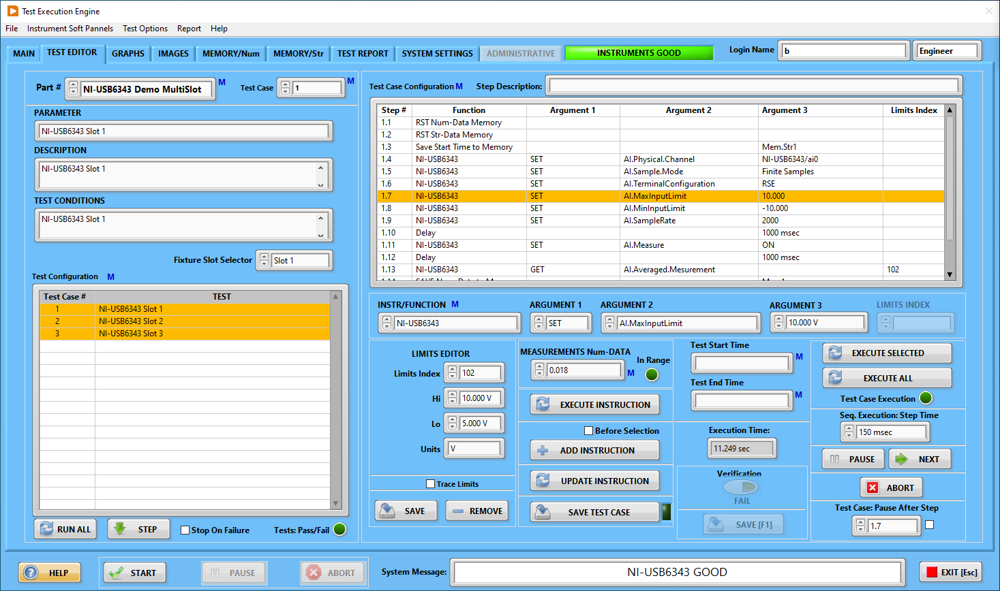 Test Execution Engine
File Instrument Soft Pannels Test Options Report Help
MAIN TEST EDITOR GRAPHS IMAGES MEMORY/Num MEMORY/Str TEST REPORT SYSTEM SETTINGS ADMINISTRATIVE INSTRUMENTS GOOD Login Name b Engineer
Part # NI-USB6343 Demo MultiSlot M Test Case 1 M
PARAMETER
NI-USB6343 Slot 1
DESCRIPTION
NI-USB6343 Slot 1
TEST CONDITIONS
NI-USB6343 Slot 1
Fixture Slot Selector Slot 1
Test Configuration M
Test Case # TEST
1 NI-USB6343 Slot 1
2 NI-USB6343 Slot 2
3 NI-USB6343 Slot 3
RUN ALL STEP Stop On Failure Tests: Pass/Fail
Test Case Configuration M Step Description:
Step # Function Argument 1 Argument 2 Argument 3 Limits Index
1.1 RST Num-Data Memory
1.2 RST Str-Data Memory
1.3 Save Start Time to Memory Mem.Str1
1.4 NI-USB6343 SET AI.Physical.Channel NI-USB6343/ai0
1.5 NI-USB6343 SET AI.Sample.Mode Finite Samples
1.6 NI-USB6343 SET AI.TerminalConfiguration RSE
1.7 NI-USB6343 SET AI.MaxInputLimit 10.000
1.8 NI-USB6343 SET AI.MinInputLimit -10.000
1.9 NI-USB6343 SET AI.SampleRate 2000
1.10 Delay 1000 msec
1.11 NI-USB6343 SET AI.Measure ON
1.12 Delay 1000 msec
1.13 NI-USB6343 GET AI.Averaged.Mesurement 102
INSTR/FUNCTION M ARGUMENT 1 ARGUMENT 2 ARGUMENT 3 LIMITS INDEX
NI-USB6343 SET AI.MaxInputLimit 10.000 V
LIMITS EDITOR
Limits Index 102
Hi 10.000 V
Lo 5.000 V
Units V
Trace Limits
SAVE REMOVE
MEASUREMENTS Num-DATA In Range
0.018 M
EXECUTE INSTRUCTION
Before Selection
ADD INSTRUCTION
UPDATE INSTRUCTION
SAVE TEST CASE
Test Start Time
M
Test End Time
M
Execution Time:
11.249 sec
Verification
FAIL
SAVE [F1]
EXECUTE SELECTED
EXECUTE ALL
Test Case Execution
Seq. Execution: Step Time
150 msec
PAUSE NEXT
ABORT
Test Case: Pause After Step
1.7
HELP START PAUSE ABORT System Message: NI-USB6343 GOOD EXIT [Esc]